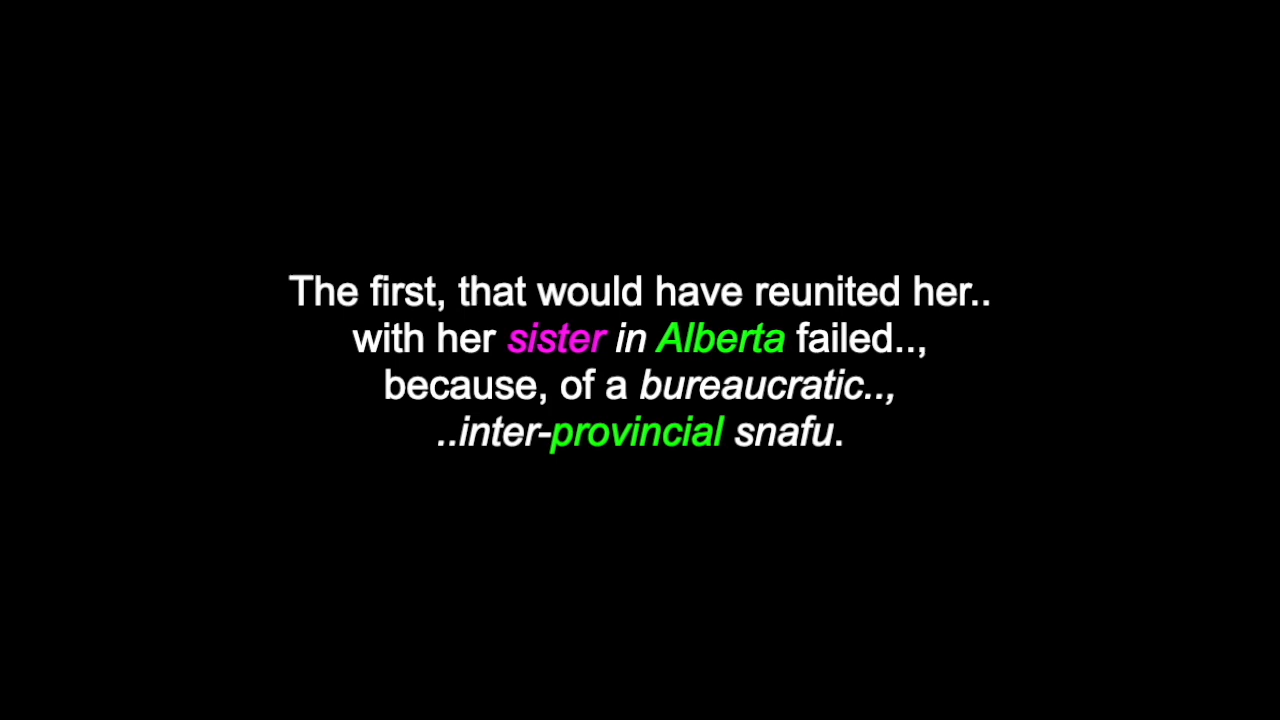 The first, that would have reunited her..
with her sister in Alberta failed..,
because, of a bureaucratic..,
..inter-provincial snafu.